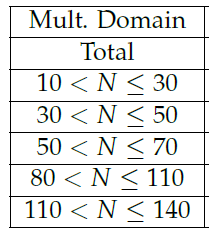 Mult. Domain
Total
10 < N ≤ 30
30 < N ≤ 50
50 < N ≤ 70
80 < N ≤ 110
110 < N ≤ 140